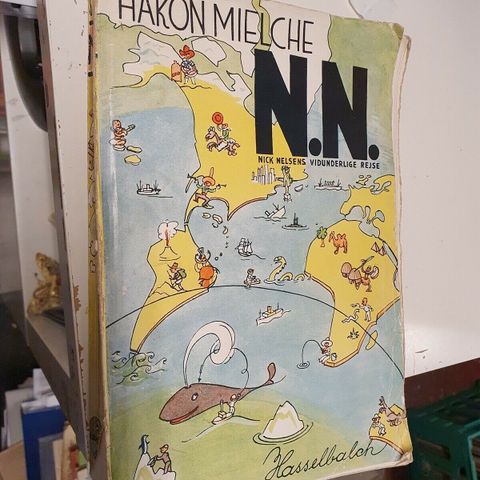 HAKON MIELCHE
N.N.
NICK NELSENS VIDUNDERLIGE REJSE
Hasselbalch